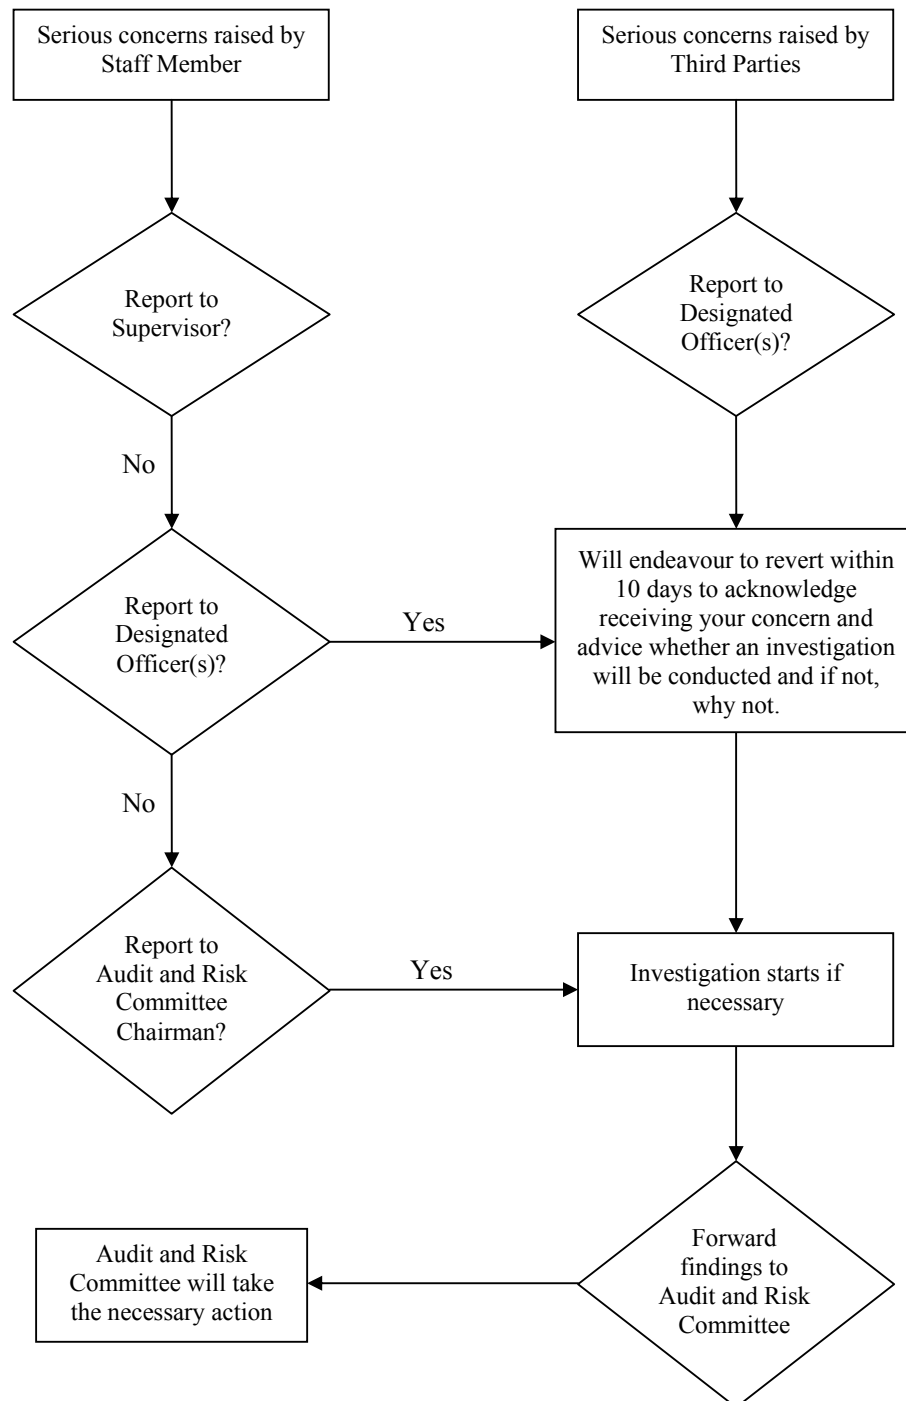 Serious concerns raised by
Staff Member
Serious concerns raised by
Third Parties
Report to
Supervisor?
Report to
Designated
Officer(s)?
No
Report to
Designated
Officer(s)?
Yes
Will endeavour to revert within
10 days to acknowledge
receiving your concern and
advice whether an investigation
will be conducted and if not,
why not.
No
Report to
Audit and Risk
Committee
Chairman?
Yes
Investigation starts if
necessary
Forward
findings to
Audit and Risk
Committee
Audit and Risk
Committee will take
the necessary action